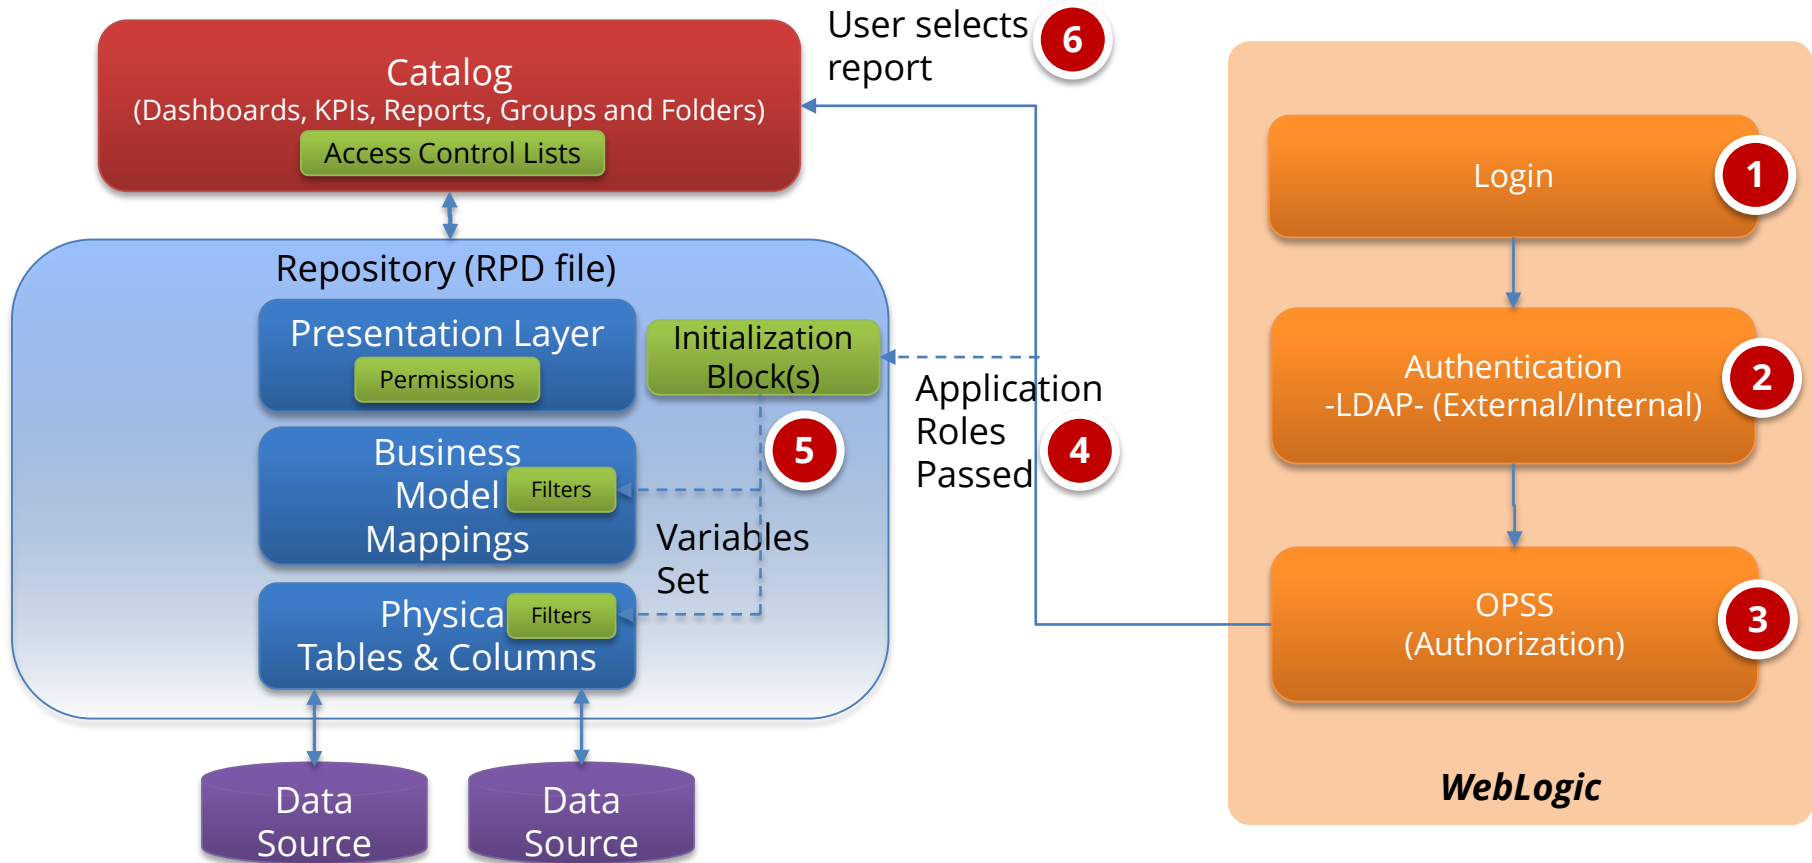 User selects
report
6
Catalog
(Dashboards, KPIs, Reports, Groups and Folders)
Access Control Lists
Repository (RPD file)
Presentation Layer
Permissions
Initialization
Block(s)
Business
Model
Mappings
Filters
5
Variables
Set
Physica
Tables & Columns
Filters
Data
Source
Data
Source
Application
Roles
Passed
4
Login
1
Authentication
-LDAP- (External/Internal)
2
OPSS
(Authorization)
3
WebLogic